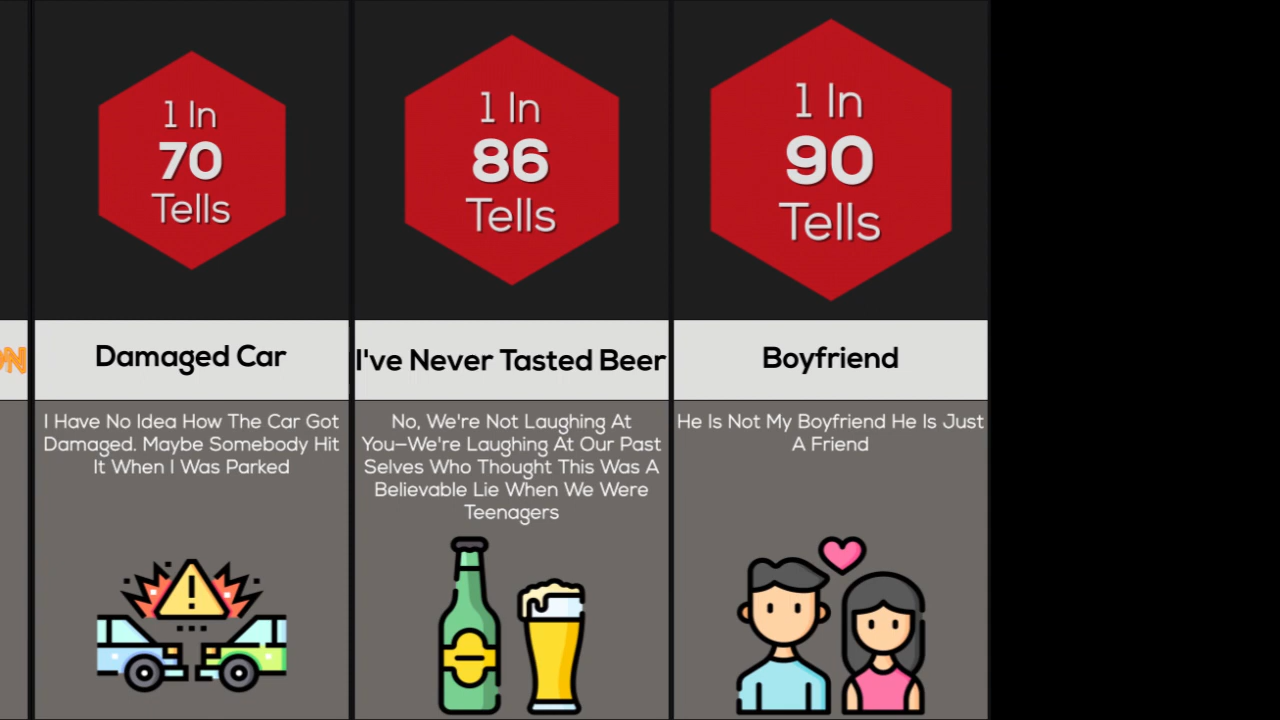 1 In
70
Tells
Damaged Car
I Have No Idea How The Car Got
Damaged. Maybe Somebody Hit
It When I Was Parked
1 In
86
Tells
I've Never Tasted Beer
No, We're Not Laughing At
You—We're Laughing At Our Past
Selves Who Thought This Was A
Believable Lie When We Were
Teenagers
1 In
90
Tells
Boyfriend
He Is Not My Boyfriend He Is Just
A Friend